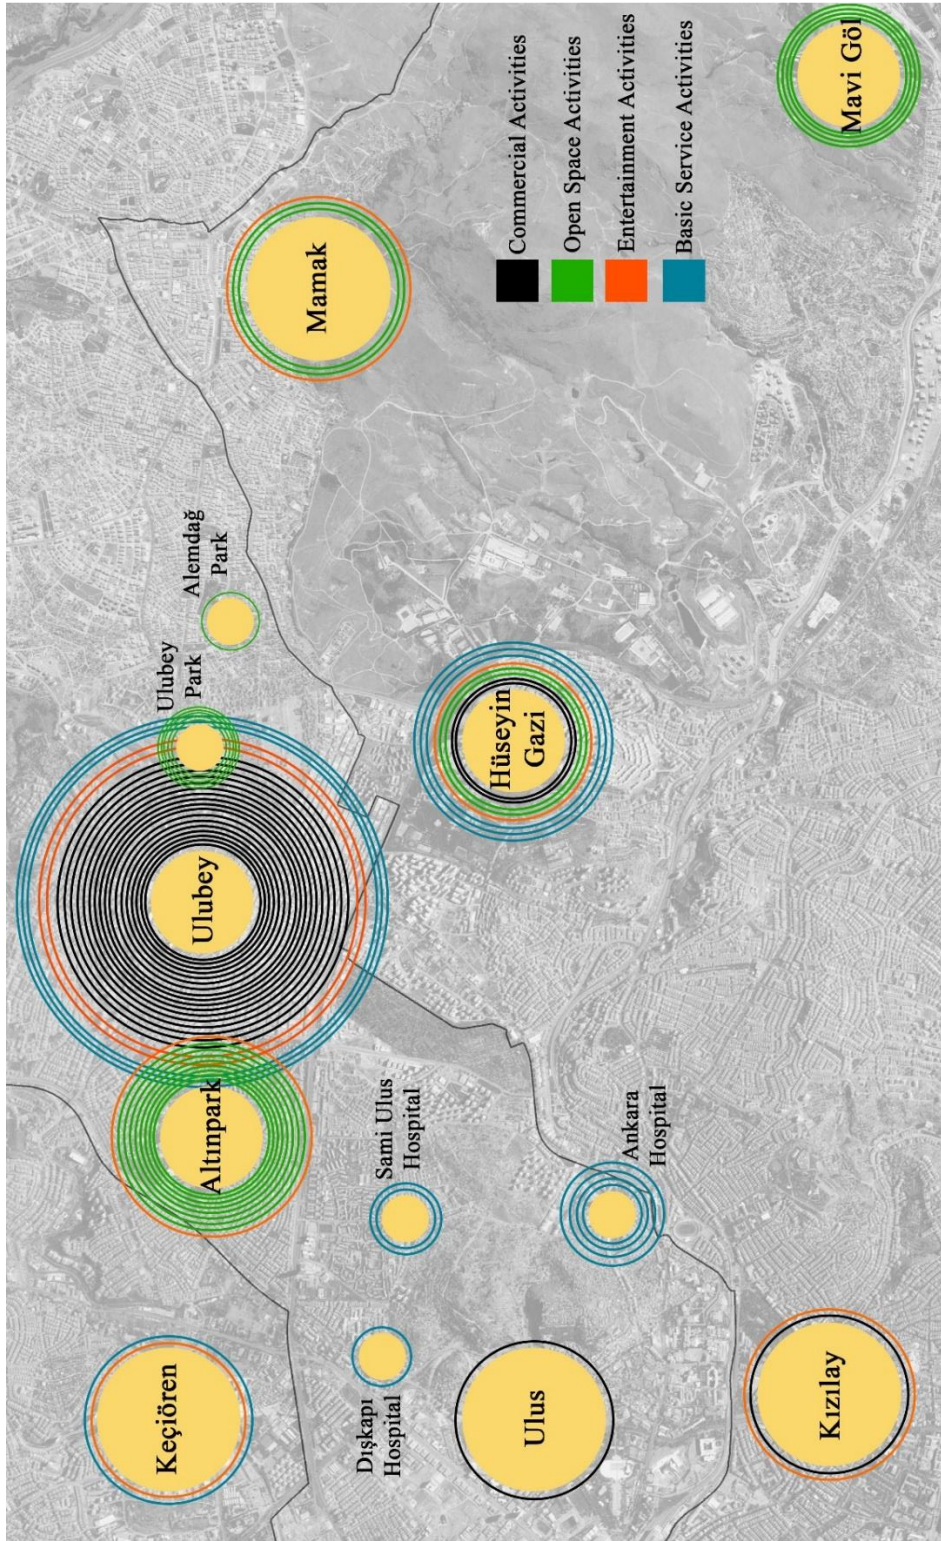 Keçiören
Altınpark
Ulubey
Ulubey
Park
Alemdağ
Park
Mamak
Dışkapı
Hospital
Sami Ulus
Hospital
Ulus
Hüseyin
Gazi
Commercial Activities
Open Space Activities
Entertainment Activities
Basic Service Activities
Ankara
Hospital
Kızılay
Mavi Göl